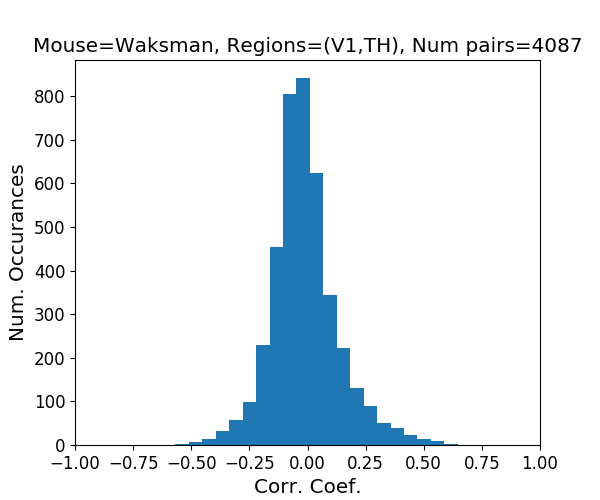 Mouse=Waksman, Regions=(V1,TH), Num pairs=4087
Num. Occurances
800
700
600
500
400
300
200
100
0
−1.00 −0.75 −0.50 −0.25 0.00 0.25 0.50 0.75 1.00
Corr. Coef.